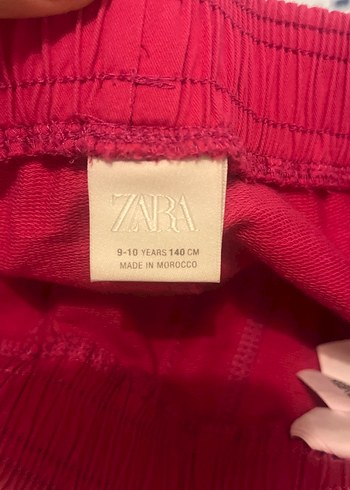 ZARA
9-10 YEARS 140 CM
MADE IN MOROCCO